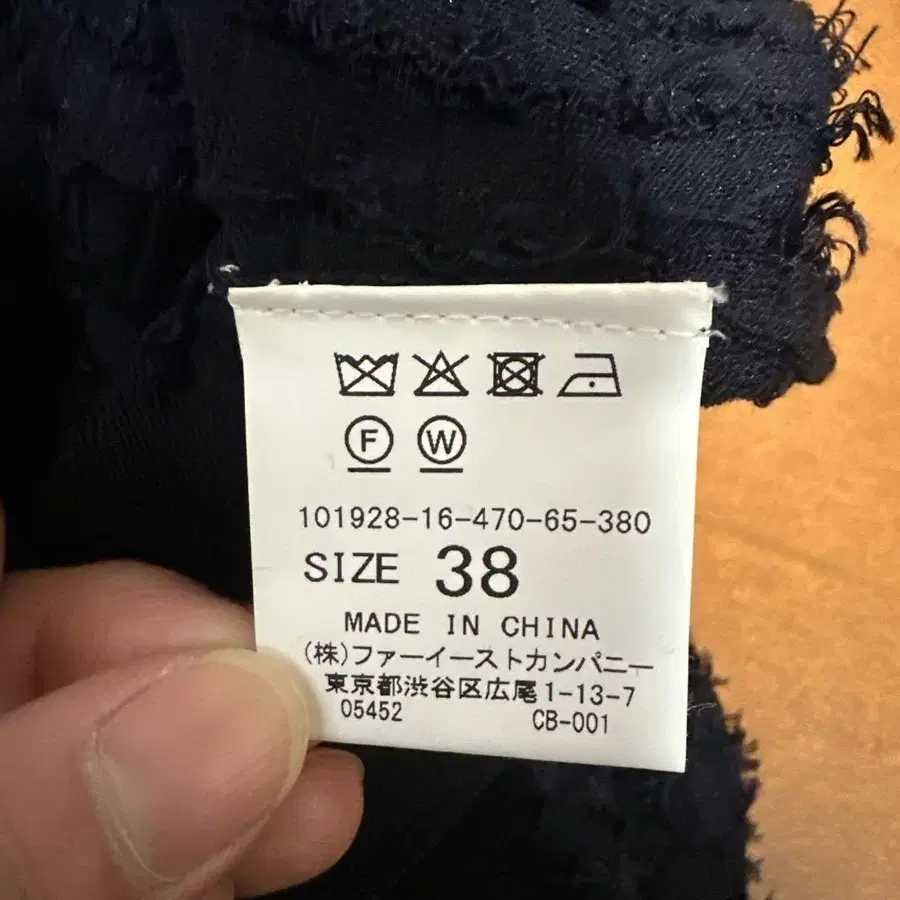 F W
101928-16-470-65-380
SIZE 38
MADE IN CHINA
(株)ファーイーストカンパニー
東京都渋谷区広尾1-13-7
05452 CB-001